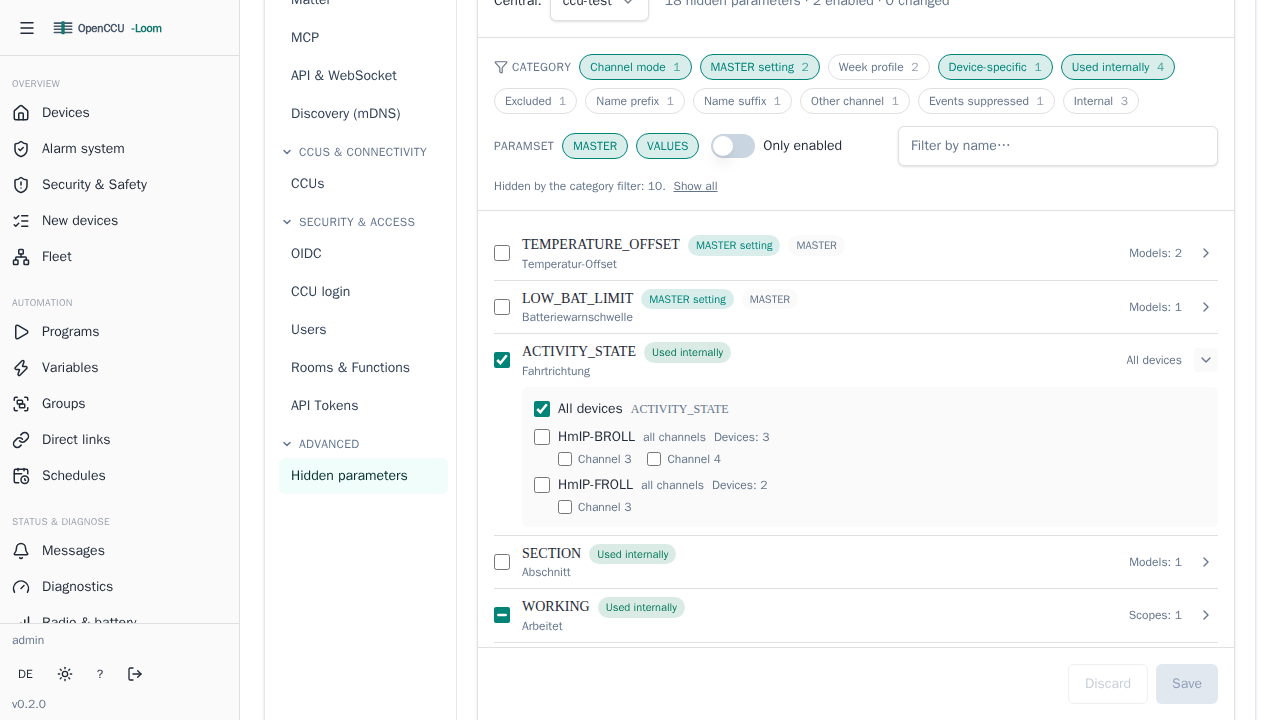 OpenCCU -Loom
OVERVIEW
Devices
Alarm system
Security & Safety
New devices
Fleet
AUTOMATION
Programs
Variables
Groups
Direct links
Schedules
STATUS & DIAGNOSE
Messages
Diagnostics
Radio & battery
admin
DE ?
v0.2.0
Matter
MCP
API & WebSocket
Discovery (mDNS)
CCUS & CONNECTIVITY
CCUs
SECURITY & ACCESS
OIDC
CCU login
Users
Rooms & Functions
API Tokens
ADVANCED
Hidden parameters
Central: ccu-test 18 hidden parameters · 2 enabled · 0 changed
CATEGORY Channel mode 1 MASTER setting 2 Week profile 2 Device-specific 1 Used internally 4
Excluded 1 Name prefix 1 Name suffix 1 Other channel 1 Events suppressed 1 Internal 3
PARAMSET MASTER VALUES Only enabled Filter by name…
Hidden by the category filter: 10. Show all
TEMPERATURE_OFFSET MASTER setting MASTER
Temperatur-Offset
Models: 2
LOW_BAT_LIMIT MASTER setting MASTER
Batteriewarnschwelle
Models: 1
ACTIVITY_STATE Used internally
Fahrtrichtung
All devices
All devices ACTIVITY_STATE
HmIP-BROLL all channels Devices: 3
Channel 3 Channel 4
HmIP-FROLL all channels Devices: 2
Channel 3
SECTION Used internally
Abschnitt
Models: 1
WORKING Used internally
Arbeitet
Scopes: 1
Discard Save